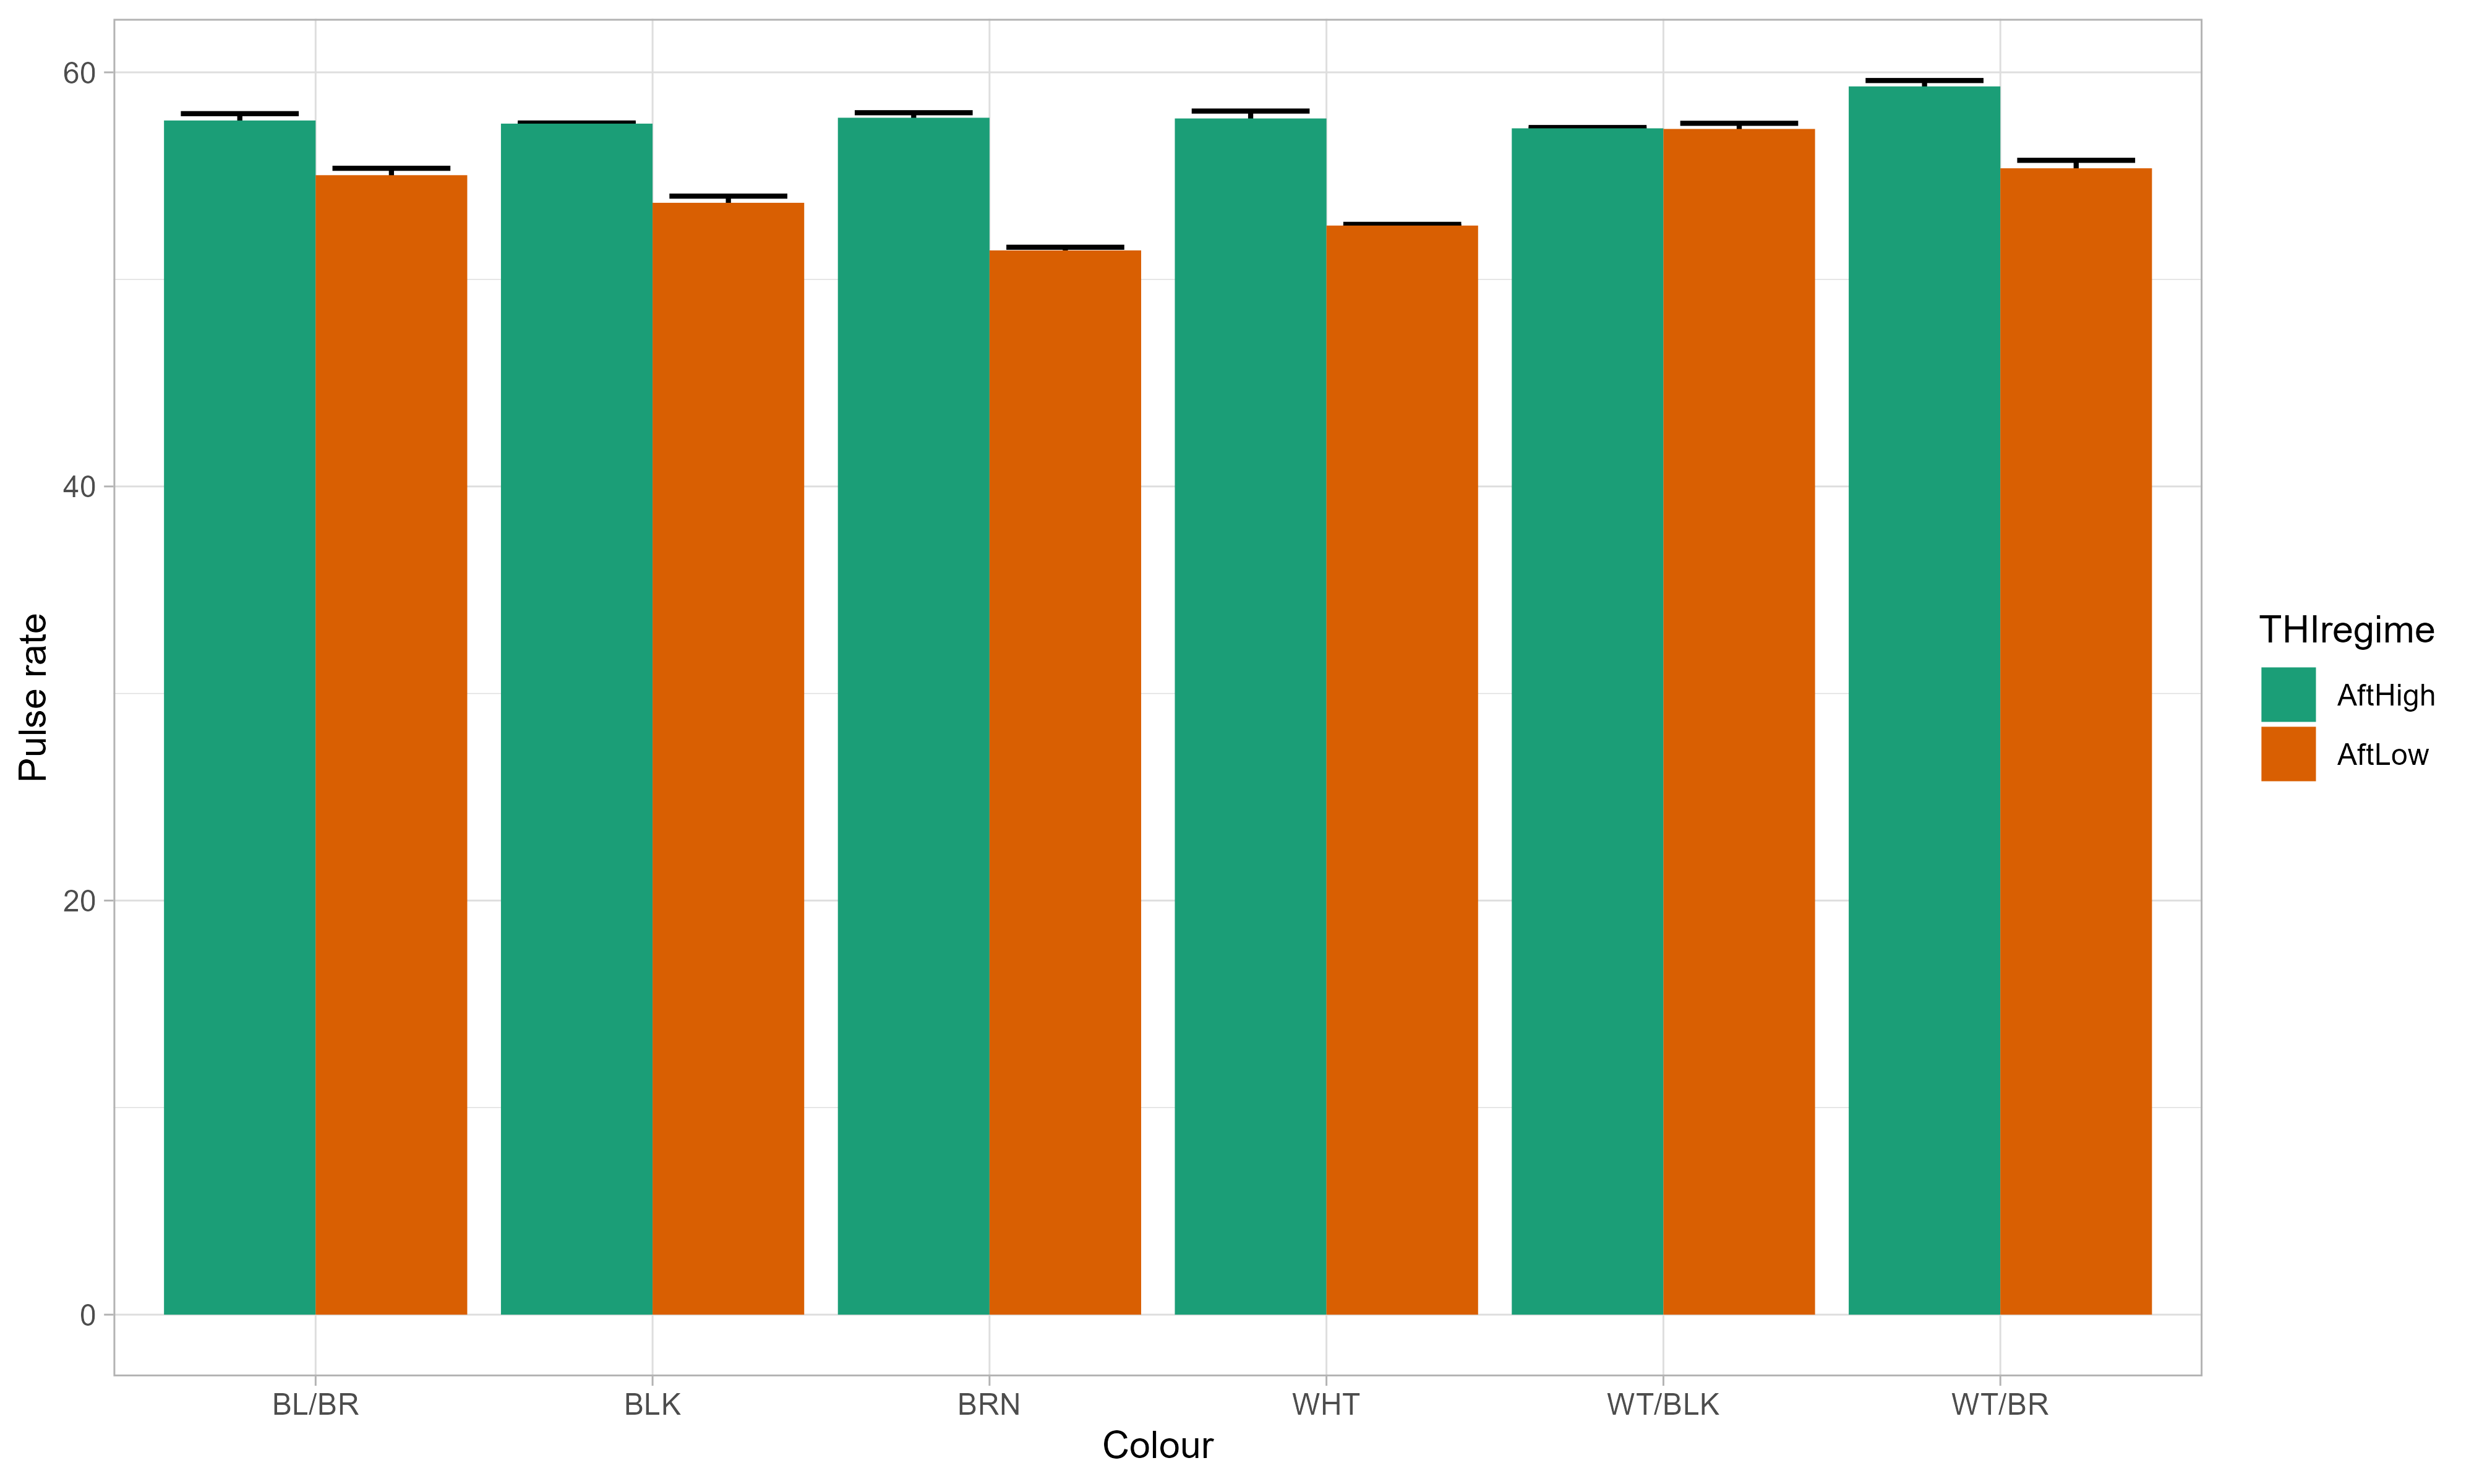 60
40
20
0
Pulse rate
BL/BR BLK BRN WHT WT/BLK WT/BR
Colour
THIregime
AftHigh
AftLow